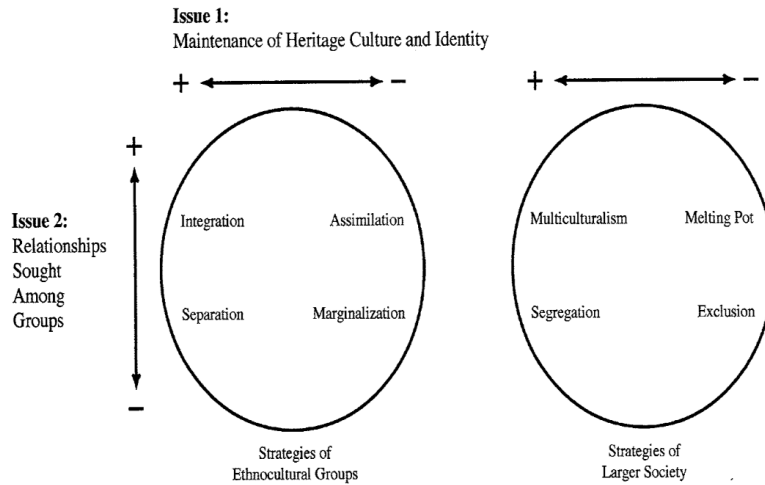 Issue 1:
Maintenance of Heritage Culture and Identity
+ − + −
+
Issue 2:
Relationships
Sought
Among
Groups
−
Integration Assimilation
Separation Marginalization
Multiculturalism Melting Pot
Segregation Exclusion
Strategies of
Ethnocultural Groups
Strategies of
Larger Society